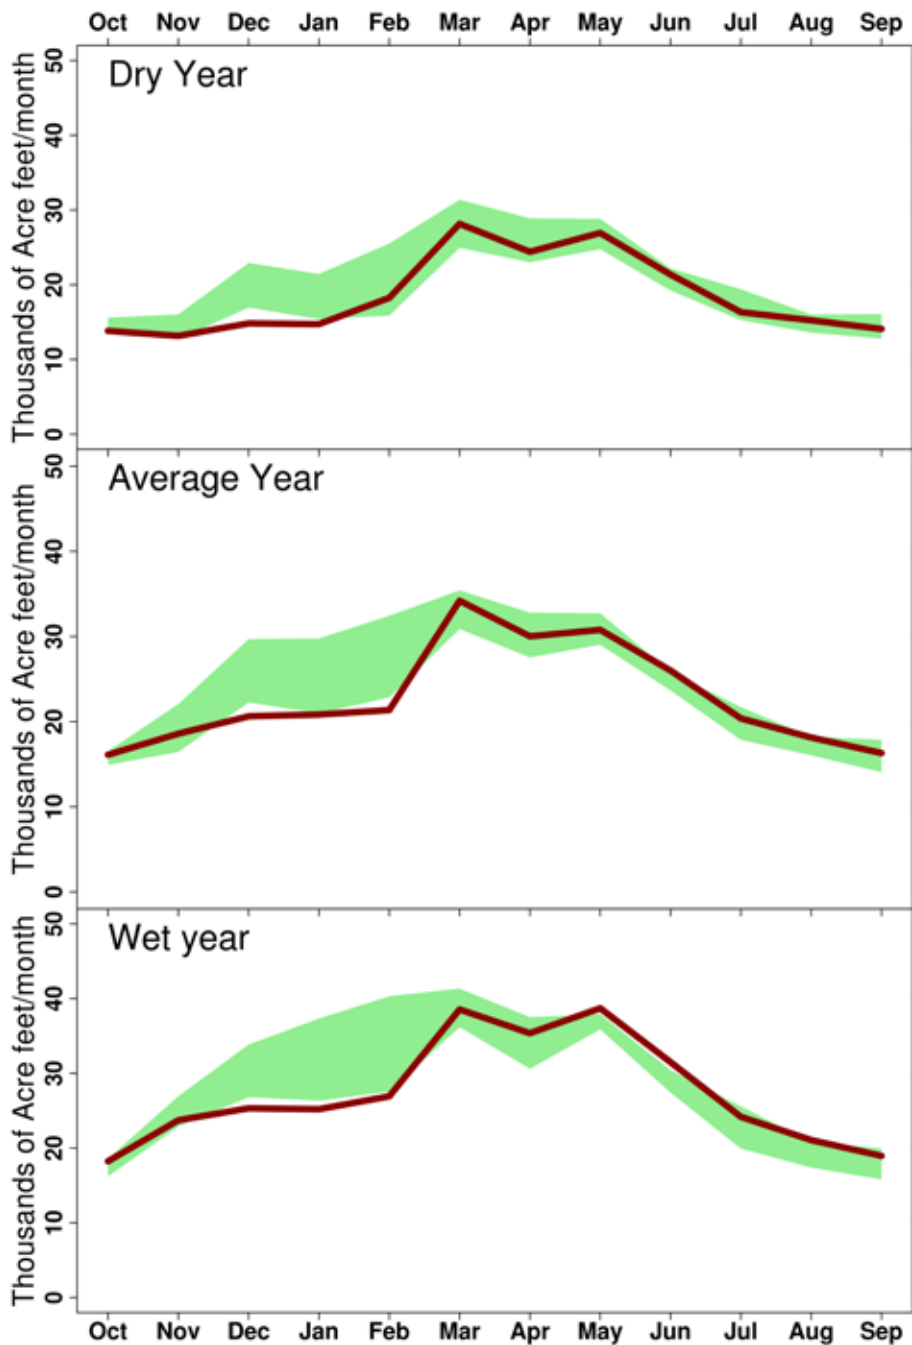 Oct Nov Dec Jan Feb Mar Apr May Jun Jul Aug Sep
Dry Year
Thousands of Acre feet/month
50
40
30
20
10
0
Average Year
Thousands of Acre feet/month
50
40
30
20
10
0
Wet year
Thousands of Acre feet/month
50
40
30
20
10
0
Oct Nov Dec Jan Feb Mar Apr May Jun Jul Aug Sep